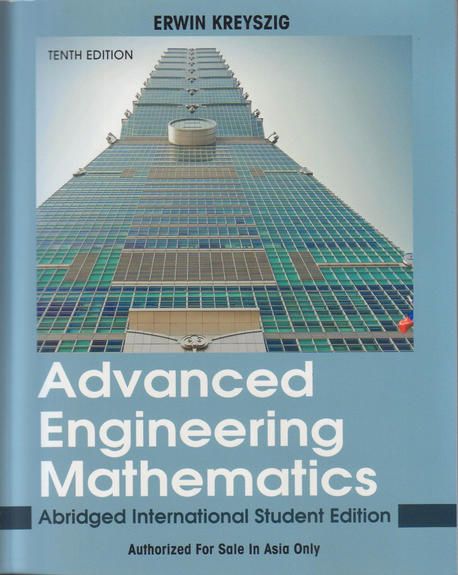 ERWIN KREYSZIG
TENTH EDITION
Advanced
Engineering
Mathematics
Abridged International Student Edition
Authorized For Sale In Asia Only